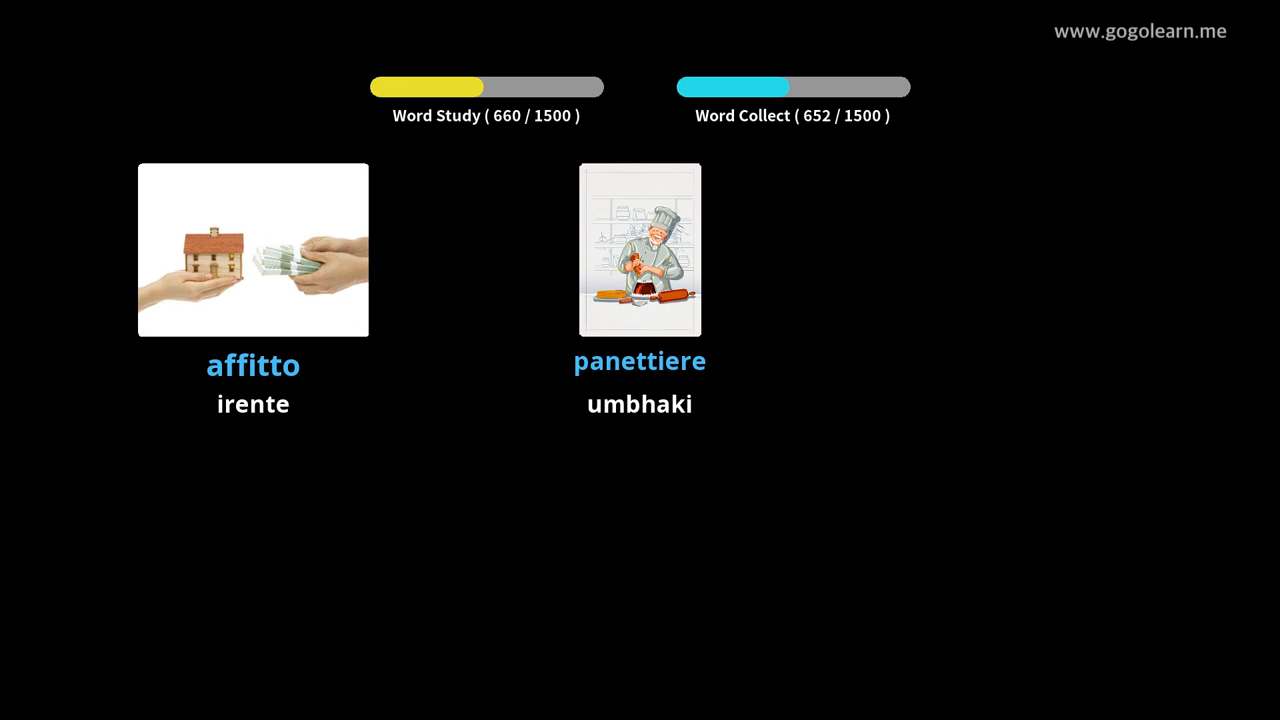 www.gogolearn.me
Word Study ( 660 / 1500 )
Word Collect ( 652 / 1500 )
affitto
irente
panettiere
umbhaki